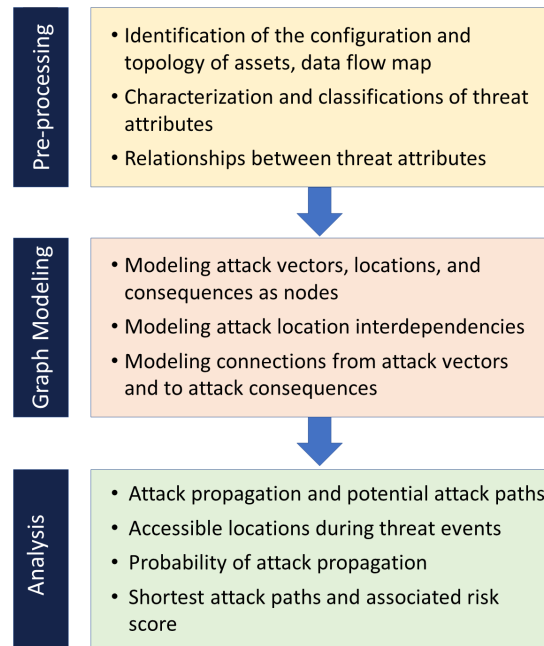 Pre-processing
• Identification of the configuration and
topology of assets, data flow map
• Characterization and classifications of threat
attributes
• Relationships between threat attributes
Graph Modeling
• Modeling attack vectors, locations, and
consequences as nodes
• Modeling attack location interdependencies
• Modeling connections from attack vectors
and to attack consequences
Analysis
• Attack propagation and potential attack paths
• Accessible locations during threat events
• Probability of attack propagation
• Shortest attack paths and associated risk
score